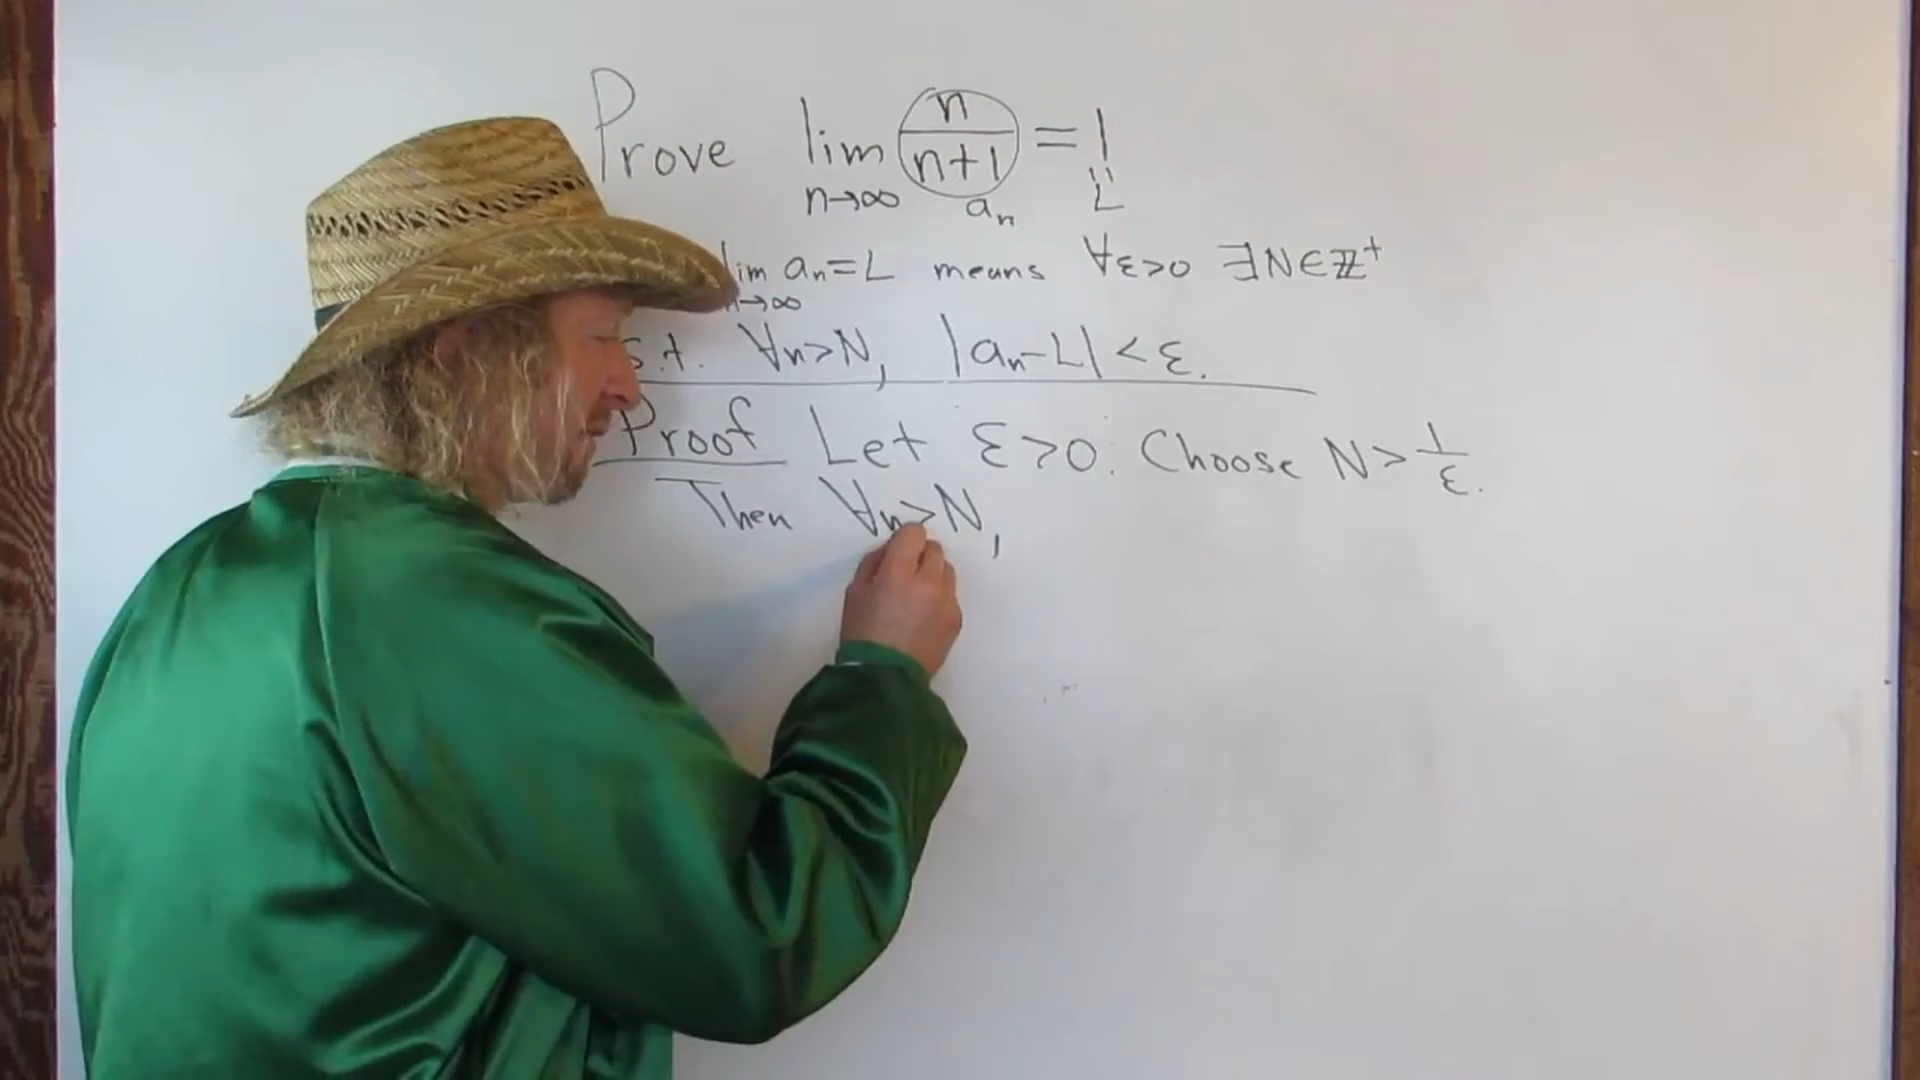 Prove lim n→∞ n/n+1 = 1
aₙ L
lim n→∞ aₙ=L means ∀ε>0 ∃N∈ℤ⁺
s.t. ∀n>N, |aₙ-L|<ε.
Proof Let ε>0. Choose N>1/ε.
Then ∀n>N,